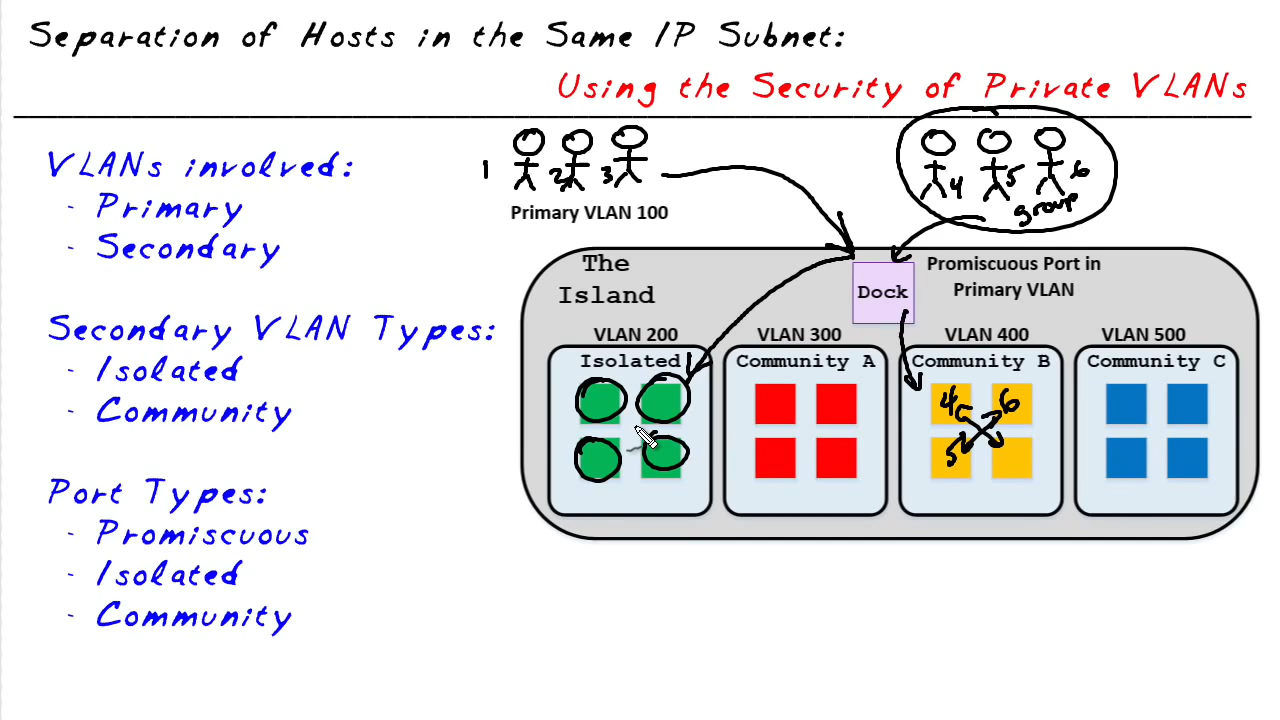 Separation of Hosts in the Same IP Subnet:
Using the Security of Private VLANs
VLANs involved:
- Primary
- Secondary
Secondary VLAN Types:
- Isolated
- Community
Port Types:
- Promiscuous
- Isolated
- Community
1 2 3
Primary VLAN 100
4 5 6
group
The
Island
Dock
Promiscuous Port in
Primary VLAN
VLAN 200
Isolated
VLAN 300
Community A
VLAN 400
Community B
4 6
5
VLAN 500
Community C